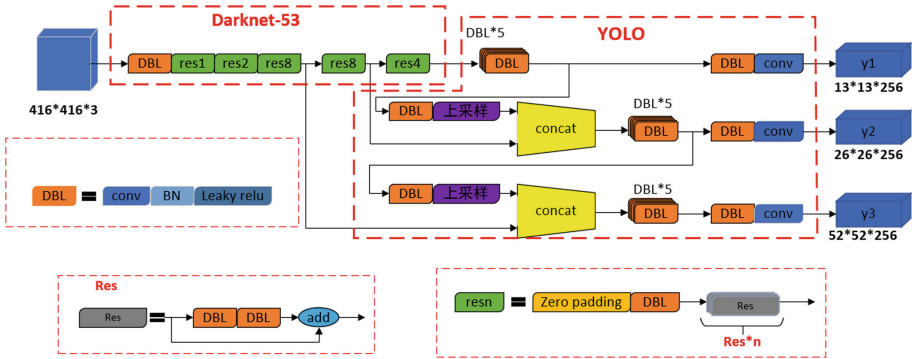 Darknet-53
YOLO
DBL*5
DBL res1 res2 res8 res8 res4 DBL DBL conv y1
416*416*3
13*13*256
DBL 上采样 concat DBL*5 DBL DBL conv y2
26*26*256
DBL = conv BN Leaky relu
DBL 上采样 concat DBL*5 DBL DBL conv y3
52*52*256
Res
Res = DBL DBL add
resn = Zero padding DBL Res
Res*n